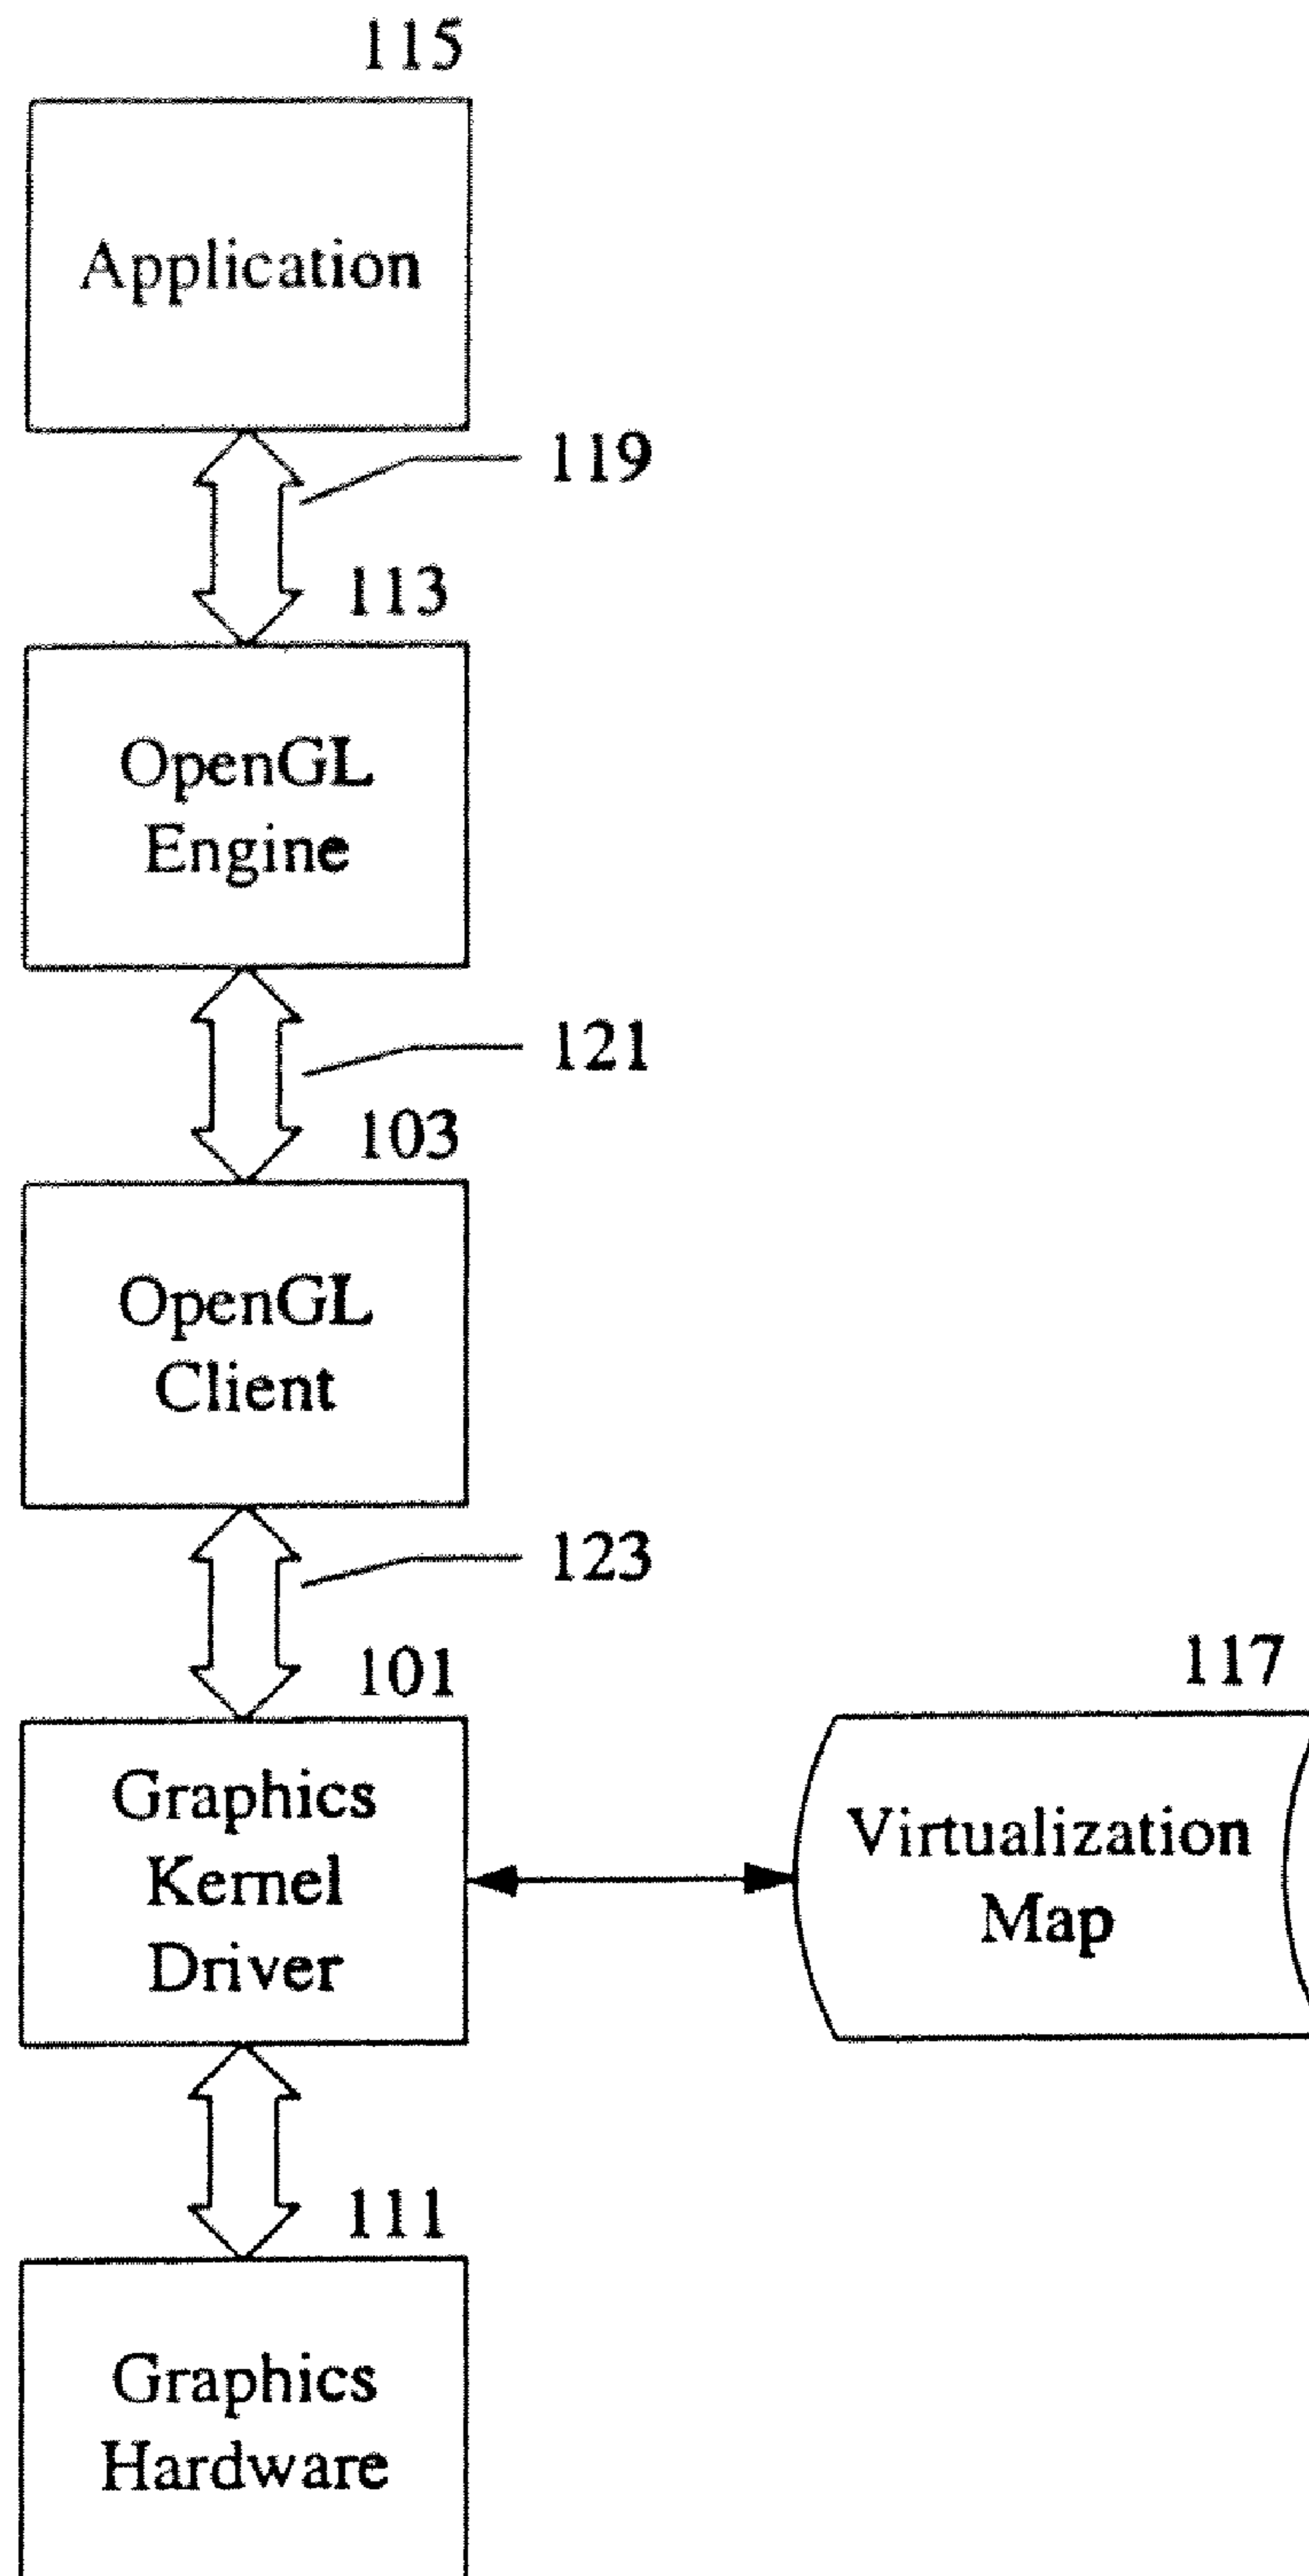 115
Application
119
113
OpenGL
Engine
121
103
OpenGL
Client
123
101
117
Graphics
Kernel
Driver
Virtualization
Map
111
Graphics
Hardware